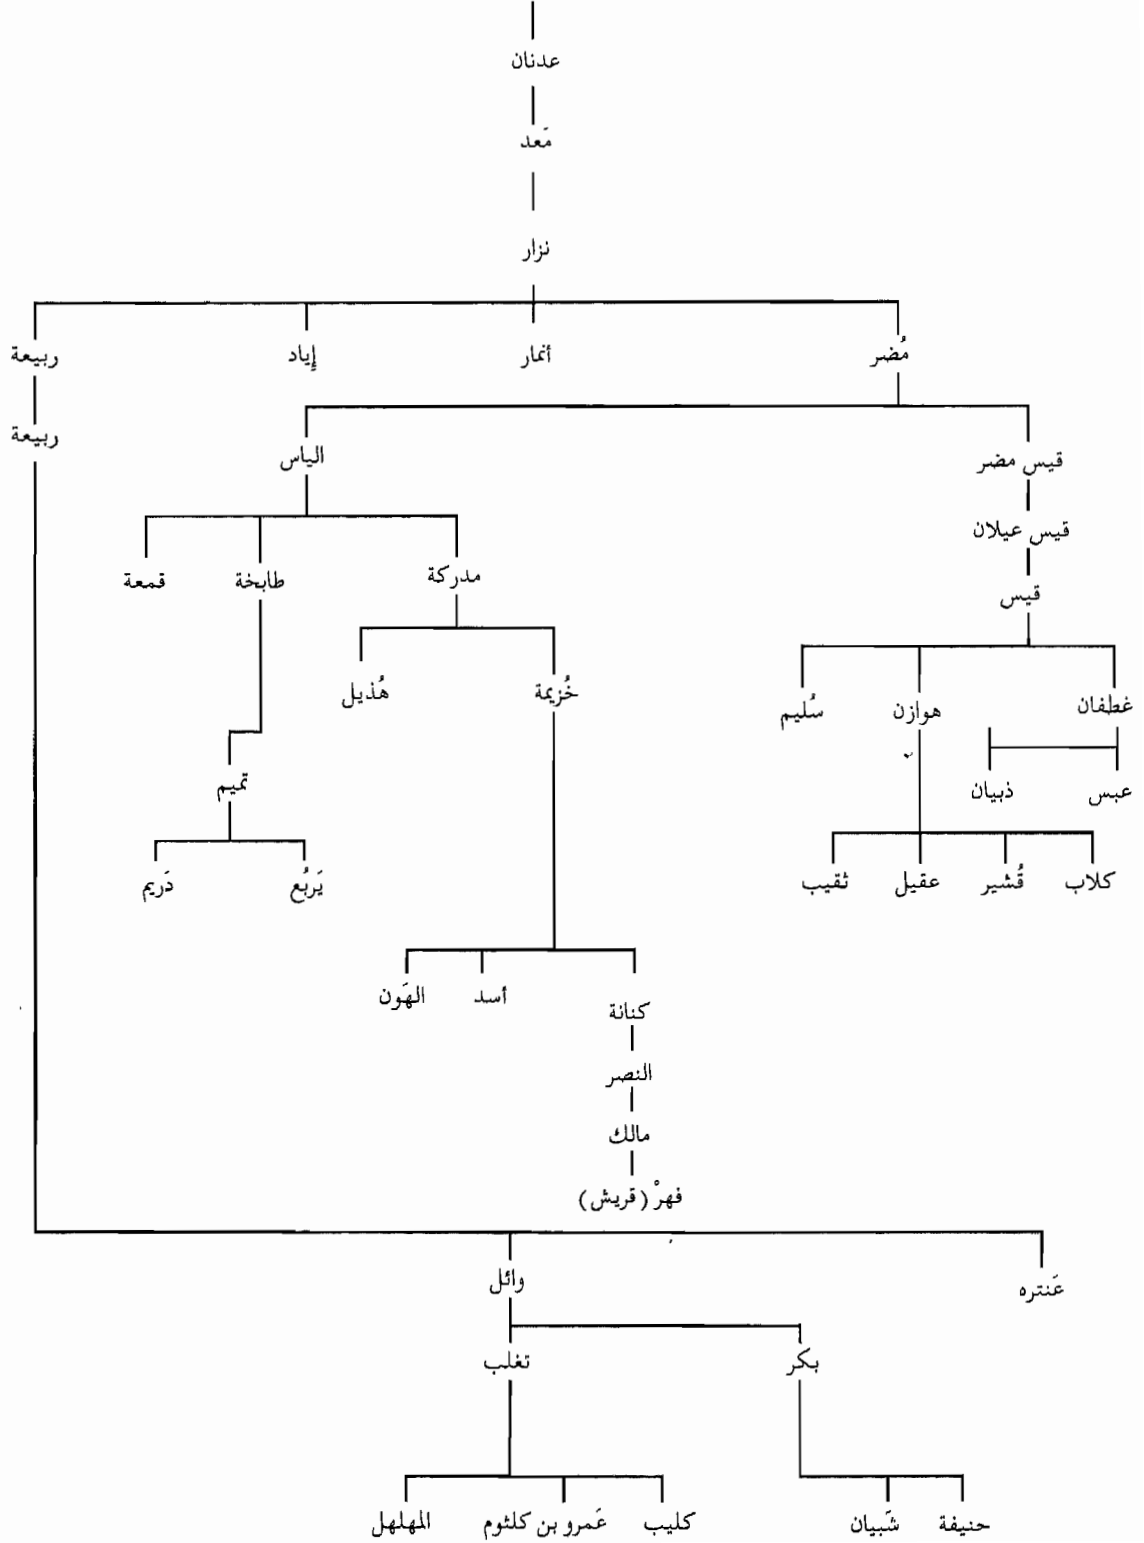 عدنان
مَعد
نزار
مُضر أنمار إِياد ربيعة
ربيعة
الياس
قيس مضر
قيس عيلان
مدركة طابخة قمعة
قيس
خُزيمة هُذيل
غطفان هوازن سُليم
تميم
عبس ذبيان
كلاب قُشير عقيل ثقيب
يَربُع دَريم
أسد الهَون
كنانة
النصر
مالك
فهرْ (قريش)
وائل
عَنتره
بكر تغلب
حنيفة شَبيان كليب عَمرو بن كلثوم المهلهل